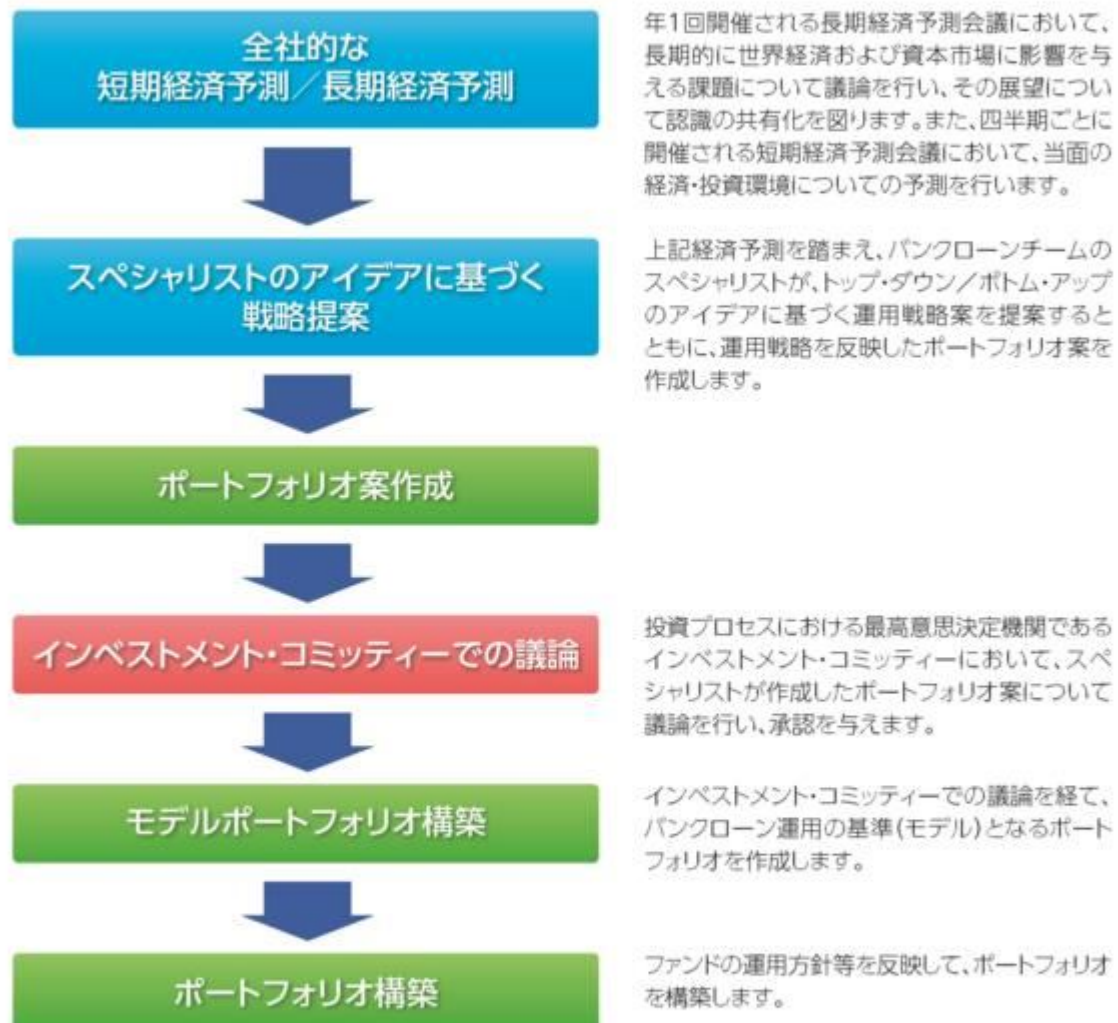 全社的な
短期経済予測／長期経済予測
年1回開催される長期経済予測会議において、
長期的に世界経済および資本市場に影響を与
える課題について議論を行い、その展望につい
て認識の共有化を図ります。また、四半期ごとに
開催される短期経済予測会議において、当面の
経済・投資環境についての予測を行います。
スペシャリストのアイデアに基づく
戦略提案
上記経済予測を踏まえ、バンクローンチームの
スペシャリストが、トップ・ダウン／ボトム・アップ
のアイデアに基づく運用戦略案を提案すると
ともに、運用戦略を反映したポートフォリオ案を
作成します。
ポートフォリオ案作成
インベストメント・コミッティーでの議論
投資プロセスにおける最高意思決定機関である
インベストメント・コミッティーにおいて、スペ
シャリストが作成したポートフォリオ案について
議論を行い、承認を与えます。
モデルポートフォリオ構築
インベストメント・コミッティーでの議論を経て、
バンクローン運用の基準(モデル)となるポート
フォリオを作成します。
ポートフォリオ構築
ファンドの運用方針等を反映して、ポートフォリオ
を構築します。